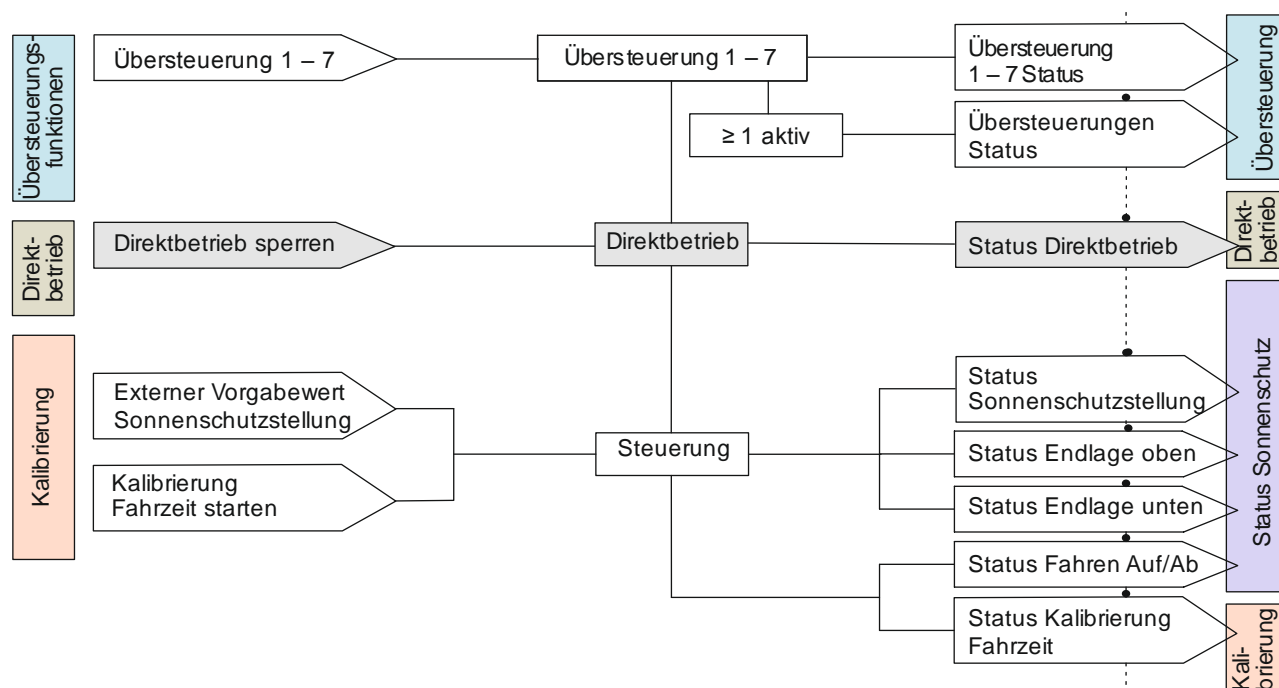 Übersteuerungs-
funktionen
Übersteuerung 1 – 7
Übersteuerung 1 – 7
Übersteuerung
1 – 7 Status
Übersteuerung
≥ 1 aktiv
Übersteuerungen
Status
Direkt-
betrieb
Direktbetrieb sperren
Direktbetrieb
Status Direktbetrieb
Direkt-
betrieb
Kalibrierung
Externer Vorgabewert
Sonnenschutzstellung
Kalibrierung
Fahrzeit starten
Steuerung
Status
Sonnenschutzstellung
Status Endlage oben
Status Endlage unten
Status Fahren Auf/Ab
Status Sonnenschutz
Status Kalibrierung
Fahrzeit
Kali-
brierung